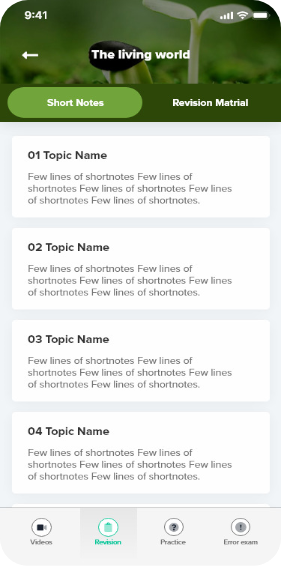 9:41
The living world
Short Notes
Revision Matrial
01 Topic Name
Few lines of shortnotes Few lines of
shortnotes Few lines of shortnotes Few lines
of shortnotes Few lines of shortnotes.
02 Topic Name
Few lines of shortnotes Few lines of
shortnotes Few lines of shortnotes Few lines
of shortnotes Few lines of shortnotes.
03 Topic Name
Few lines of shortnotes Few lines of
shortnotes Few lines of shortnotes Few lines
of shortnotes Few lines of shortnotes.
04 Topic Name
Few lines of shortnotes Few lines of
shortnotes Few lines of shortnotes Few lines
of shortnotes Few lines of shortnotes.
Videos
Revision
Practice
Error exam